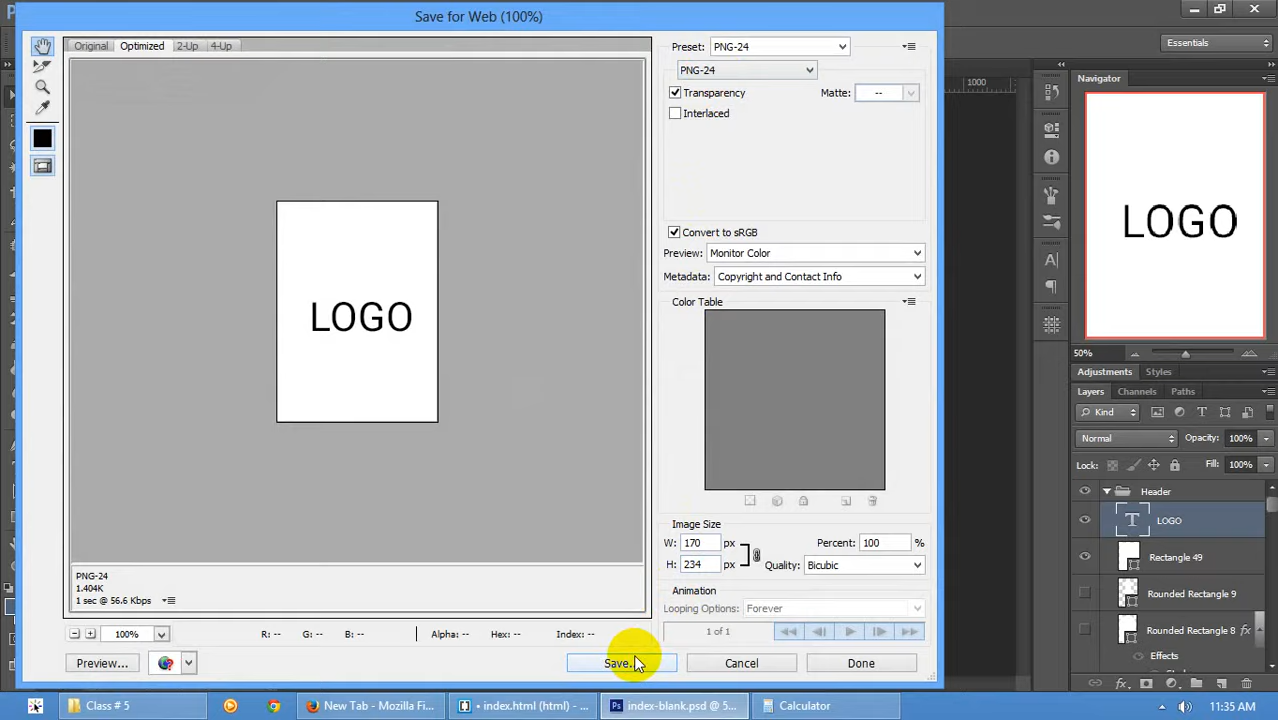 Save for Web (100%)
Original Optimized 2-Up 4-Up
Preset: PNG-24
PNG-24
Transparency Matte: --
Interlaced
Convert to sRGB
Preview: Monitor Color
Metadata: Copyright and Contact Info
Color Table
LOGO
Image Size
W: 170 px Percent: 100 %
H: 234 px Quality: Bicubic
Animation
Looping Options: Forever
1 of 1
PNG-24
1.404K
1 sec @ 56.6 Kbps
100% R: -- G: -- B: -- Alpha: -- Hex: -- Index: --
Preview... Save... Cancel Done
Essentials
1000
Navigator
LOGO
50%
Adjustments Styles
Layers Channels Paths
Kind
Normal Opacity: 100%
Lock: Fill: 100%
Header
T LOGO
Rectangle 49
Rounded Rectangle 9
Rounded Rectangle 8 fx
Effects
Class # 5 New Tab - Mozilla Fi... • index.html (html) - ... Ps index-blank.psd @ 5... Calculator 11:35 AM